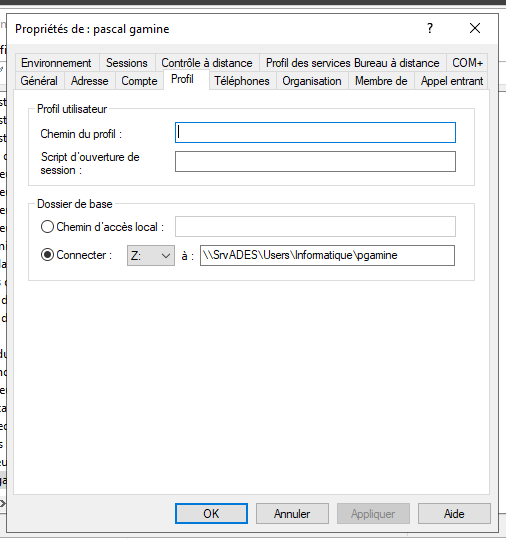 Propriétés de : pascal gamine
?
Environnement Sessions Contrôle à distance Profil des services Bureau à distance COM+
Général Adresse Compte Profil Téléphones Organisation Membre de Appel entrant
Profil utilisateur
Chemin du profil :
Script d'ouverture de
session :
Dossier de base
Chemin d'accès local :
Connecter : Z: à : \\SrvADES\Users\Informatique\pgamine
OK Annuler Appliquer Aide